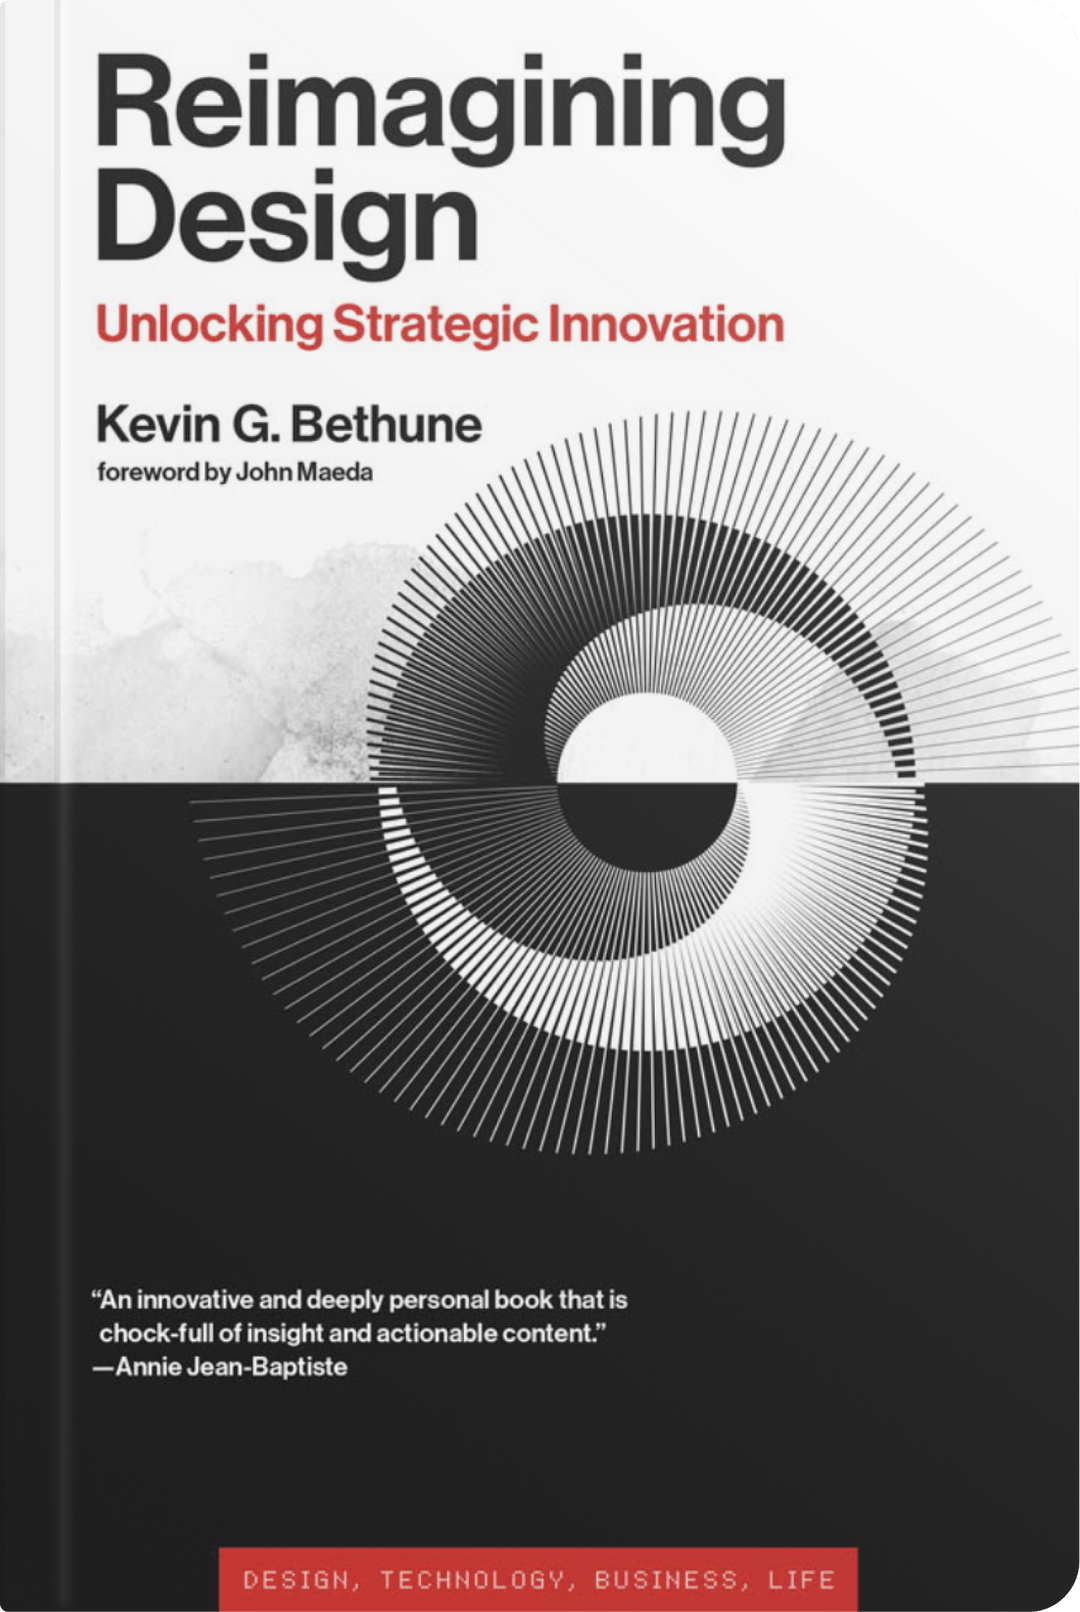 Reimagining
Design
Unlocking Strategic Innovation
Kevin G. Bethune
foreword by John Maeda
“An innovative and deeply personal book that is
chock-full of insight and actionable content.”
—Annie Jean-Baptiste
DESIGN, TECHNOLOGY, BUSINESS, LIFE